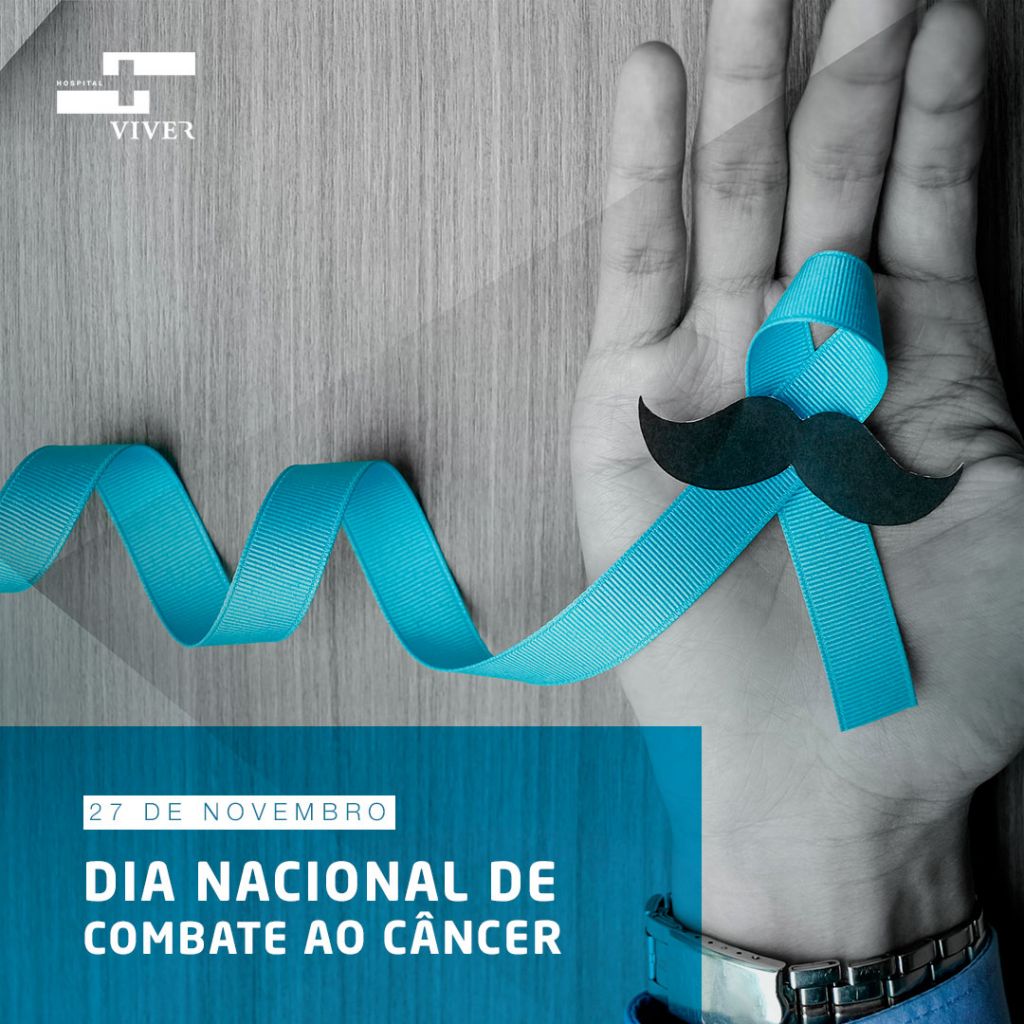 HOSPITAL
VIVER
27 DE NOVEMBRO
DIA NACIONAL DE
COMBATE AO CÂNCER